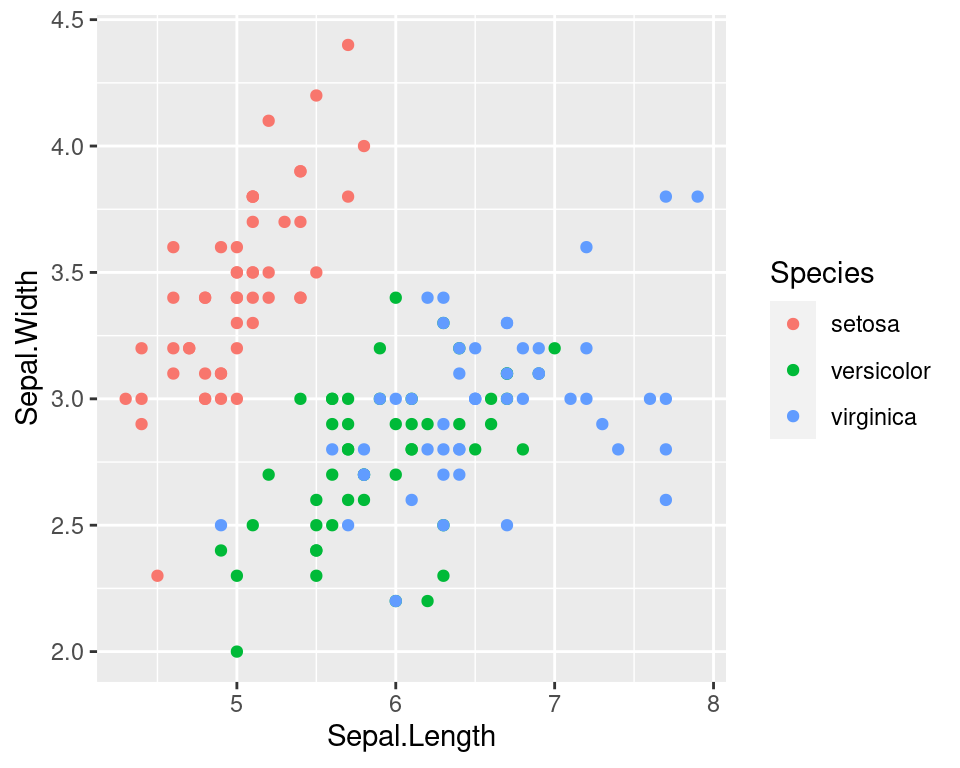 4.5
4.0
3.5
3.0
2.5
2.0
Sepal.Width
5 6 7 8
Sepal.Length
Species
setosa
versicolor
virginica